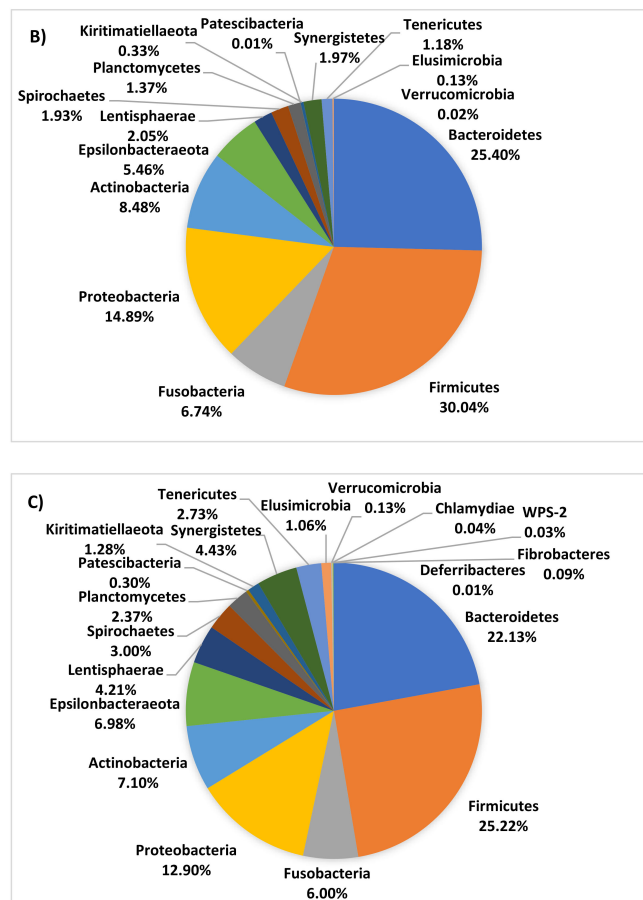 B)
Patescibacteria
0.01%
Kiritimatiellaeota
0.33%
Synergistetes
1.97%
Tenericutes
1.18%
Planctomycetes
1.37%
Elusimicrobia
0.13%
Spirochaetes
1.93%
Verrucomicrobia
0.02%
Lentisphaerae
2.05%
Bacteroidetes
25.40%
Epsilonbacteraeota
5.46%
Actinobacteria
8.48%
Proteobacteria
14.89%
Fusobacteria
6.74%
Firmicutes
30.04%
C)
Tenericutes
2.73%
Elusimicrobia
1.06%
Verrucomicrobia
0.13%
Chlamydiae
0.04%
WPS-2
0.03%
Kiritimatiellaeota
1.28%
Synergistetes
4.43%
Fibrobacteres
0.09%
Patescibacteria
0.30%
Deferribacteres
0.01%
Planctomycetes
2.37%
Bacteroidetes
22.13%
Spirochaetes
3.00%
Lentisphaerae
4.21%
Epsilonbacteraeota
6.98%
Actinobacteria
7.10%
Firmicutes
25.22%
Proteobacteria
12.90%
Fusobacteria
6.00%